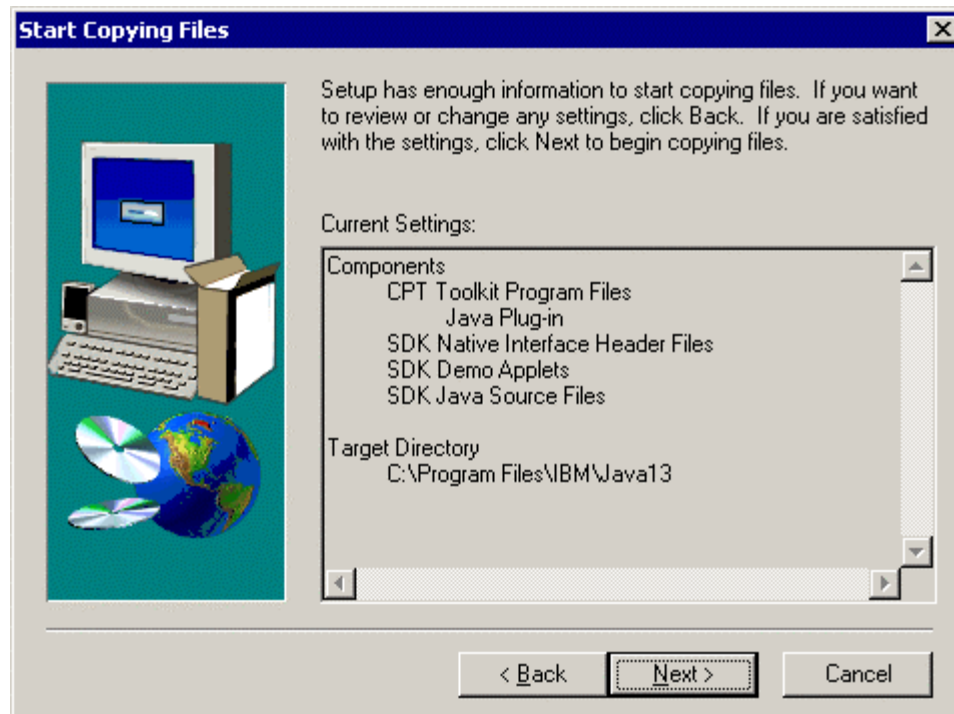 Start Copying Files
Setup has enough information to start copying files. If you want
to review or change any settings, click Back. If you are satisfied
with the settings, click Next to begin copying files.
Current Settings:
Components
CPT Toolkit Program Files
Java Plug-in
SDK Native Interface Header Files
SDK Demo Applets
SDK Java Source Files
Target Directory
C:\Program Files\IBM\Java13
< Back
Next >
Cancel